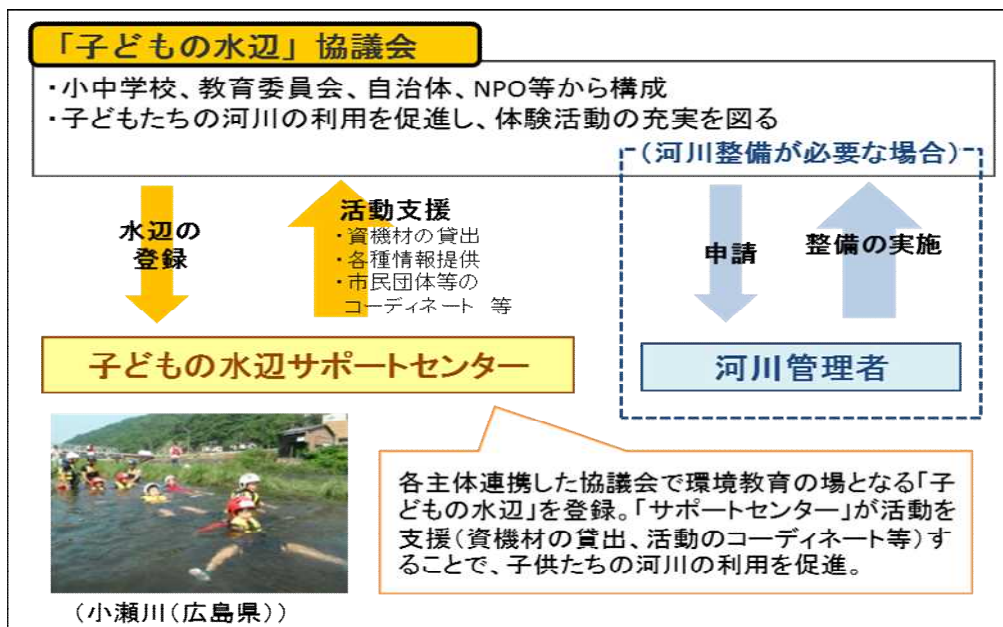 「子どもの水辺」協議会
・小中学校、教育委員会、自治体、NPO等から構成
・子どもたちの河川の利用を促進し、体験活動の充実を図る
(河川整備が必要な場合)
水辺の
登録
活動支援
・資機材の貸出
・各種情報提供
・市民団体等の
コーディネート 等
申請
整備の実施
子どもの水辺サポートセンター
河川管理者
各主体連携した協議会で環境教育の場となる「子
どもの水辺」を登録。「サポートセンター」が活動を
支援(資機材の貸出、活動のコーディネート等)す
ることで、子供たちの河川の利用を促進。
(小瀬川(広島県))